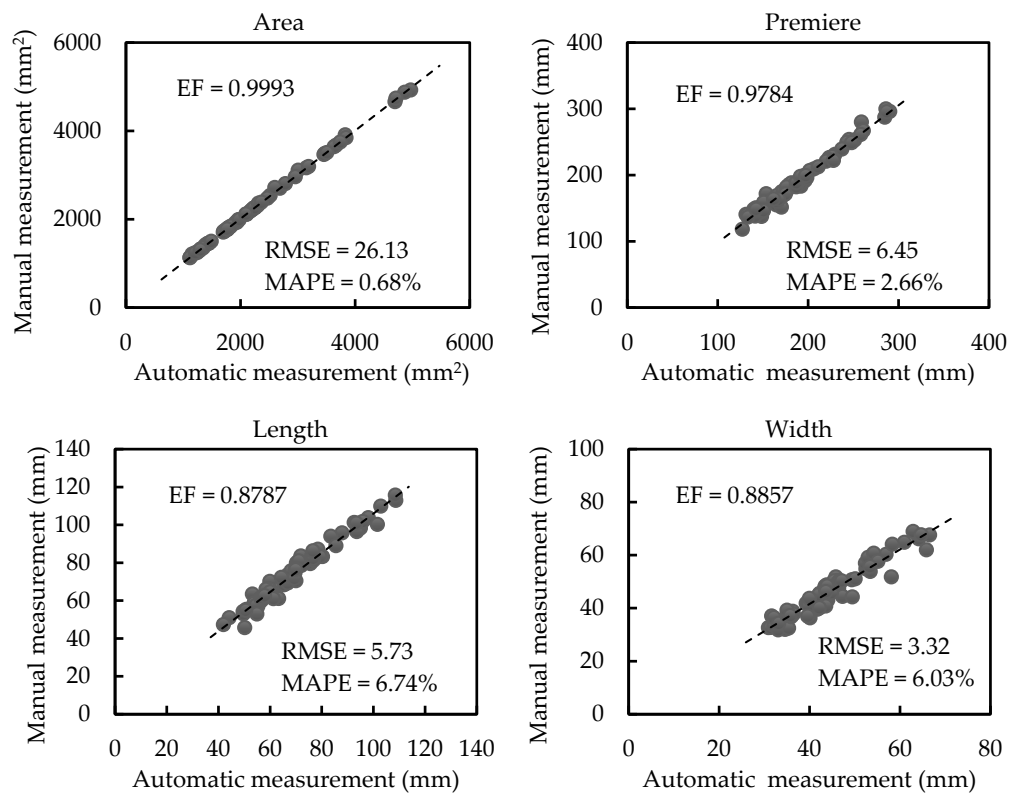 Area
6000
4000
2000
0
Manual measurement (mm²)
EF = 0.9993
RMSE = 26.13
MAPE = 0.68%
0 2000 4000 6000
Automatic measurement (mm²)
Premiere
400
300
200
100
0
Manual measurement (mm)
EF = 0.9784
RMSE = 6.45
MAPE = 2.66%
0 100 200 300 400
Automatic measurement (mm)
Length
140
120
100
80
60
40
20
0
Manual measurement (mm)
EF = 0.8787
RMSE = 5.73
MAPE = 6.74%
0 20 40 60 80 100 120 140
Automatic measurement (mm)
Width
100
80
60
40
20
0
Manual measurement (mm)
EF = 0.8857
RMSE = 3.32
MAPE = 6.03%
0 20 40 60 80
Automatic measurement (mm)